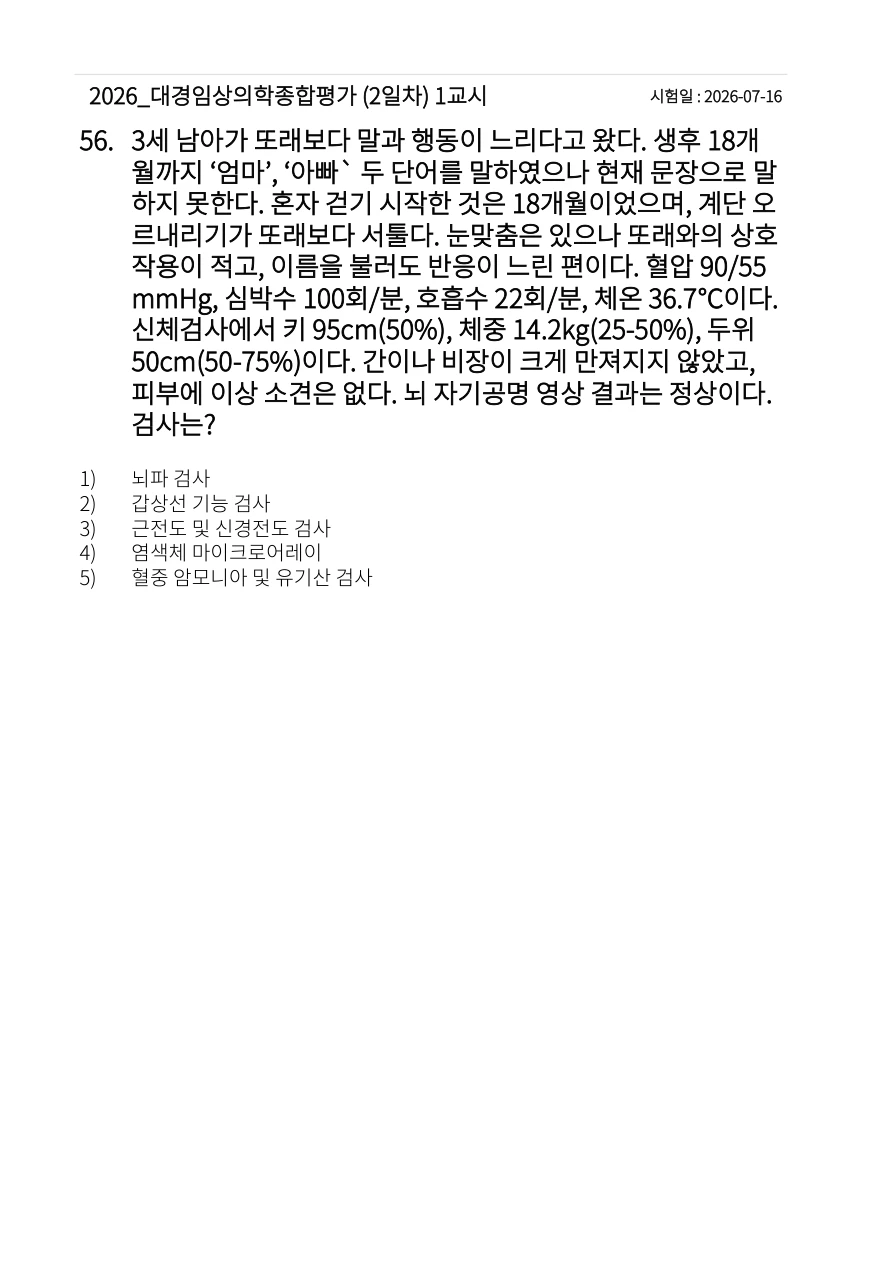 2026_대경임상의학종합평가 (2일차) 1교시
시험일 : 2026-07-16
56. 3세 남아가 또래보다 말과 행동이 느리다고 왔다. 생후 18개
월까지 ‘엄마’, ‘아빠` 두 단어를 말하였으나 현재 문장으로 말
하지 못한다. 혼자 걷기 시작한 것은 18개월이었으며, 계단 오
르내리기가 또래보다 서툴다. 눈맞춤은 있으나 또래와의 상호
작용이 적고, 이름을 불러도 반응이 느린 편이다. 혈압 90/55
mmHg, 심박수 100회/분, 호흡수 22회/분, 체온 36.7℃이다.
신체검사에서 키 95cm(50%), 체중 14.2kg(25-50%), 두위
50cm(50-75%)이다. 간이나 비장이 크게 만져지지 않았고,
피부에 이상 소견은 없다. 뇌 자기공명 영상 결과는 정상이다.
검사는?
1) 뇌파 검사
2) 갑상선 기능 검사
3) 근전도 및 신경전도 검사
4) 염색체 마이크로어레이
5) 혈중 암모니아 및 유기산 검사